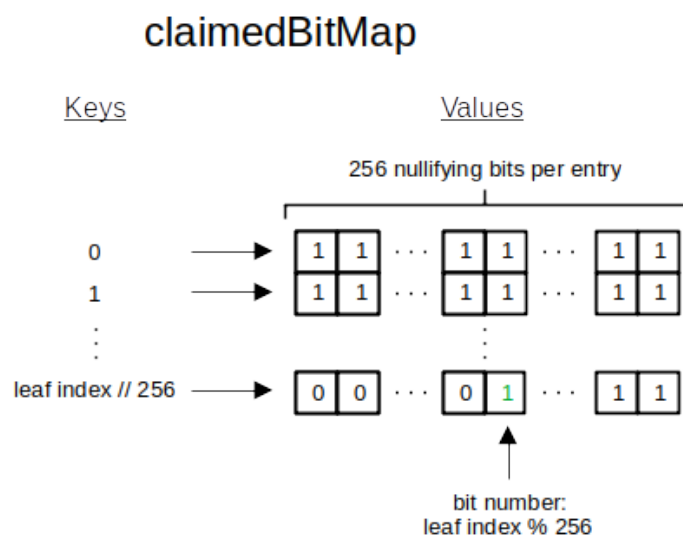 claimedBitMap
Keys Values
256 nullifying bits per entry
0 1 1 ··· 1 1 ··· 1 1
1 1 1 ··· 1 1 ··· 1 1
leaf index // 256 0 0 ··· 0 1 ··· 1 1
bit number:
leaf index % 256